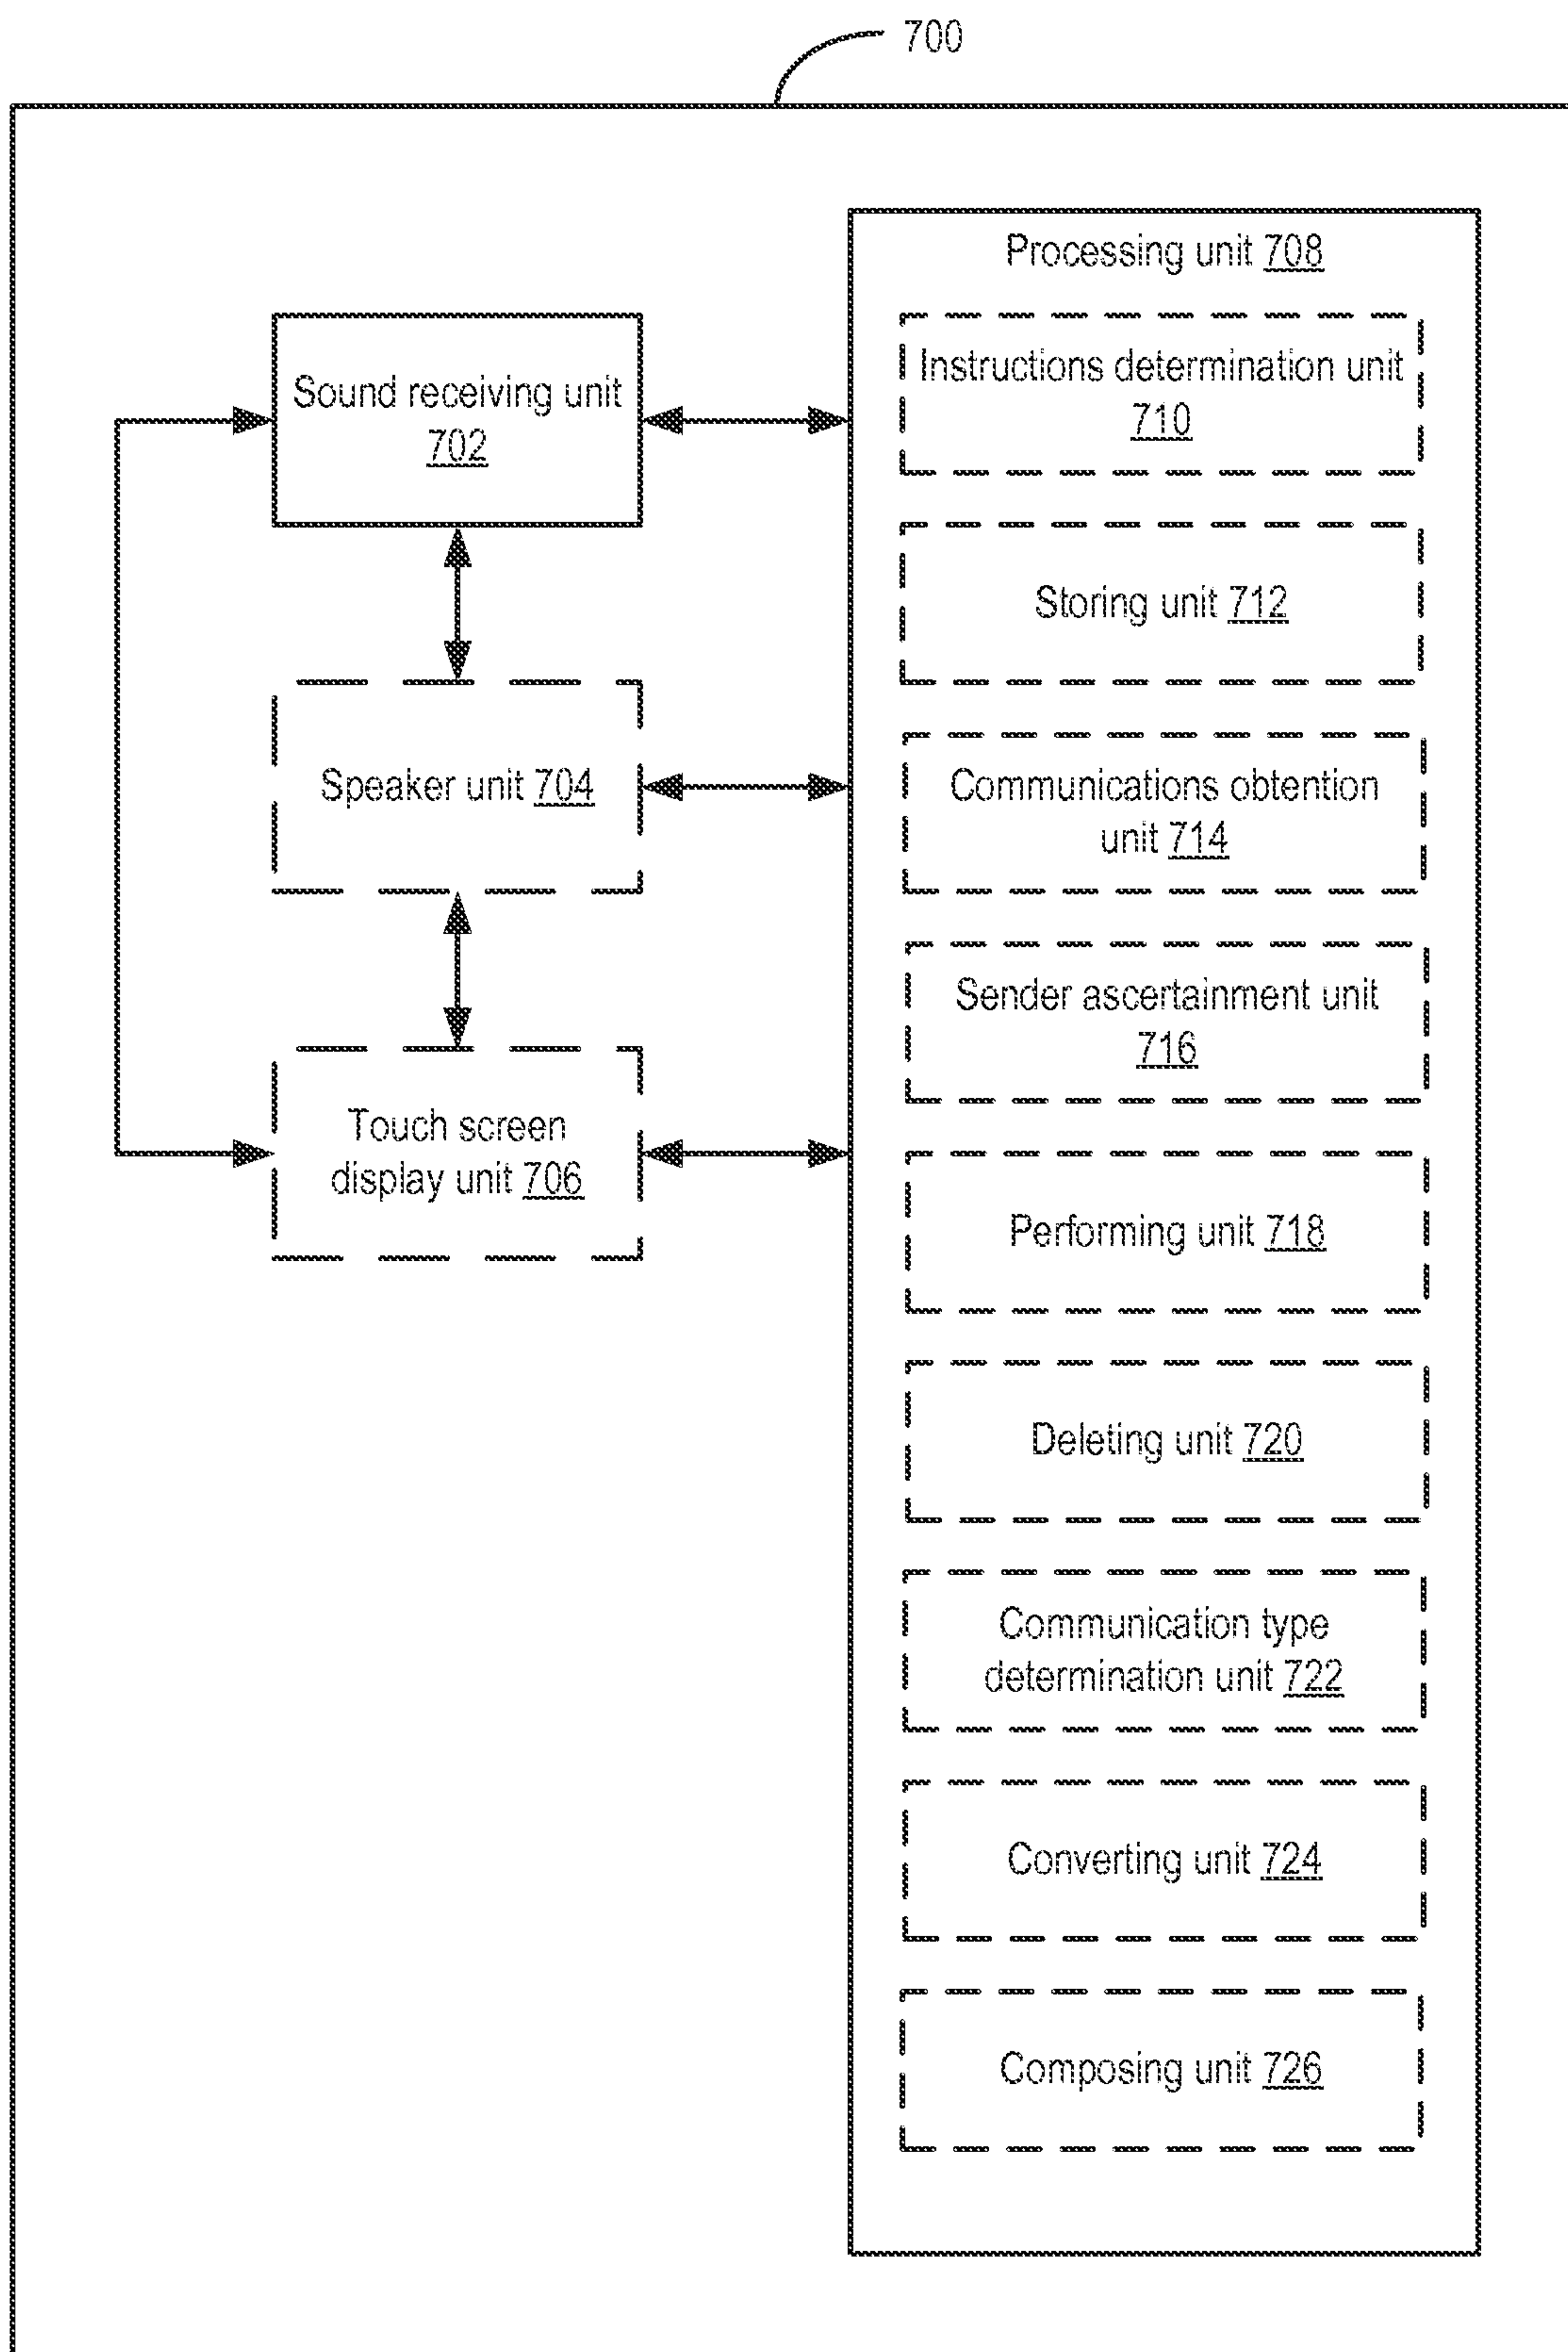 700
Sound receiving unit
702
Speaker unit 704
Touch screen
display unit 706
Processing unit 708
Instructions determination unit
710
Storing unit 712
Communications obtention
unit 714
Sender ascertainment unit
716
Performing unit 718
Deleting unit 720
Communication type
determination unit 722
Converting unit 724
Composing unit 726